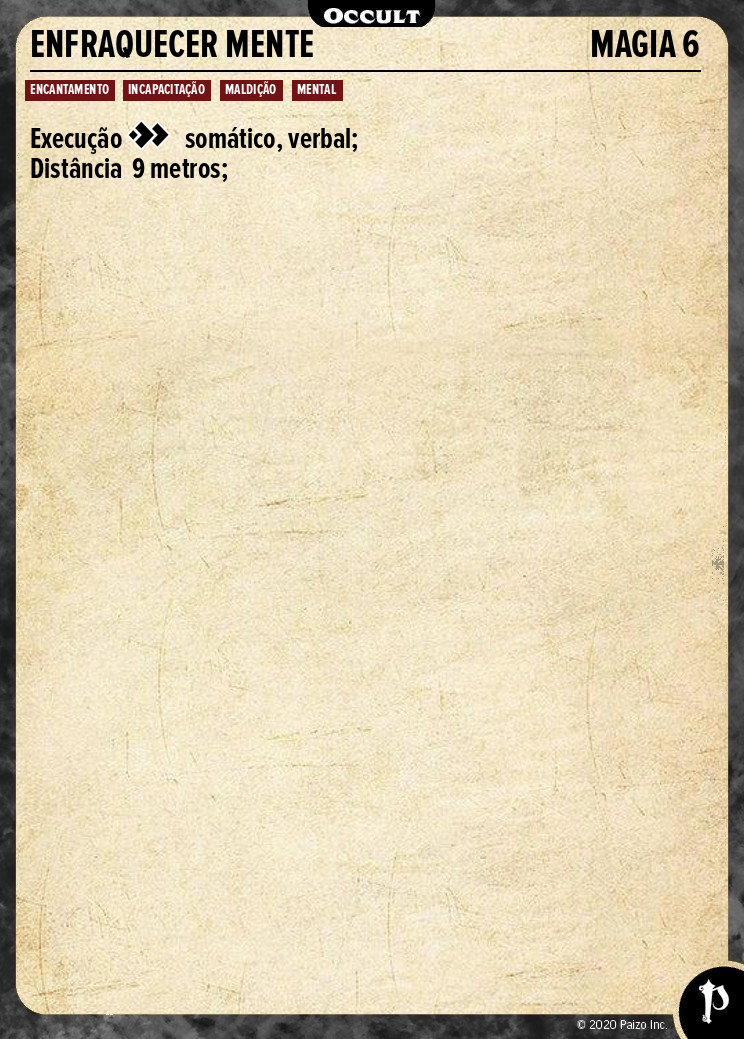 OCCULT
ENFRAQUECER MENTE MAGIA 6
ENCANTAMENTO INCAPACITAÇÃO MALDIÇÃO MENTAL
Execução somático, verbal;
Distância 9 metros;
© 2020 Paizo Inc.
P